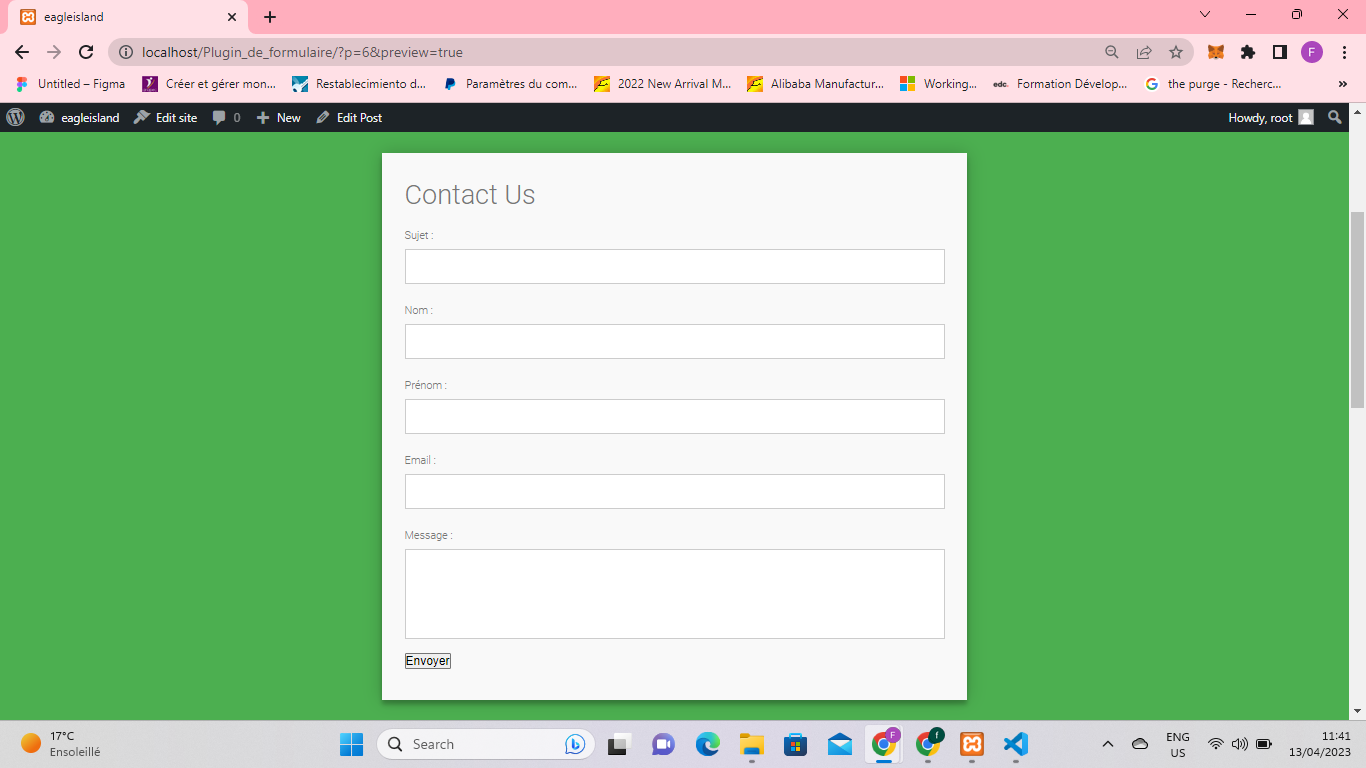 eagleisland
localhost/Plugin_de_formulaire/?p=6&preview=true
F
Untitled – Figma
Créer et gérer mon...
Restablecimiento d...
Paramètres du com...
2022 New Arrival M...
Alibaba Manufactur...
Working...
edc.
Formation Dévelop...
the purge - Recherc...
»
eagleisland
Edit site
0
New
Edit Post
Howdy, root
Contact Us
Sujet :
Nom :
Prénom :
Email :
Message :
Envoyer
17°C
Ensoleillé
Search
F
f
ENG
US
11:41
13/04/2023